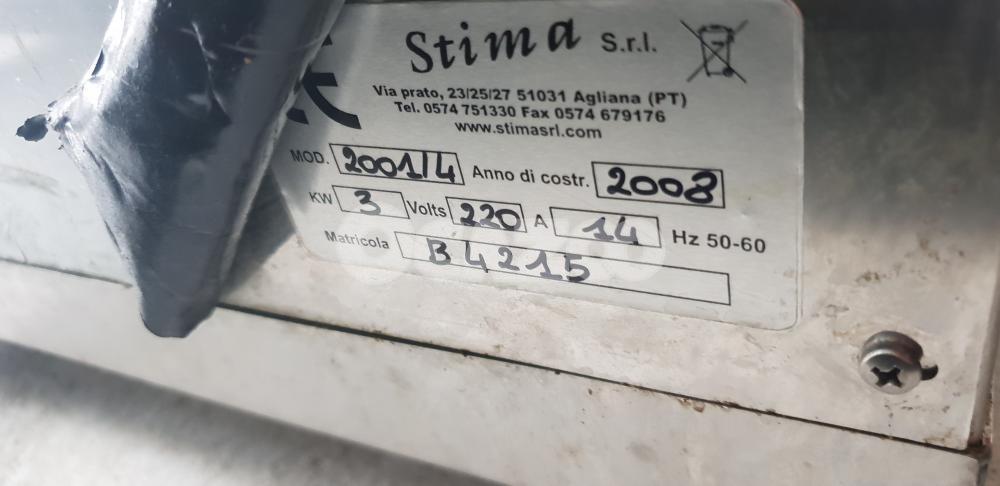 Stima S.r.l.
Via prato, 23/25/27 51031 Agliana (PT)
Tel. 0574 751330 Fax 0574 679176
www.stimasrl.com
MOD. 2001/4 Anno di costr. 2008
KW 3 Volts 220 A 14 Hz 50-60
Matricola B4215